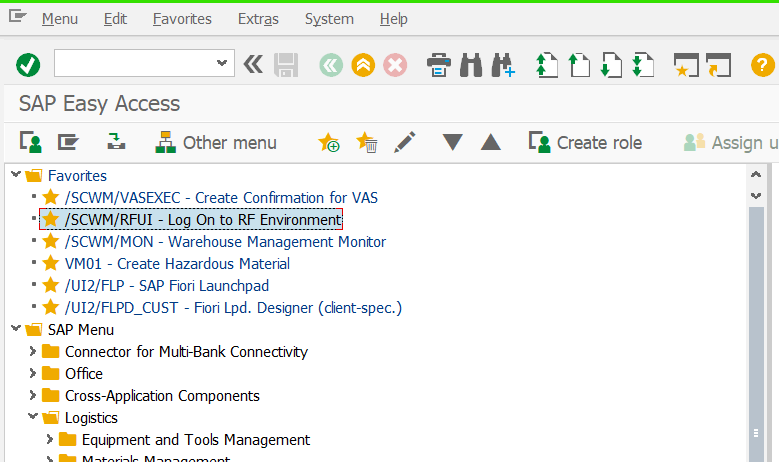 Menu Edit Favorites Extras System Help
SAP Easy Access
Other menu Create role Assign u
Favorites
/SCWM/VASEXEC - Create Confirmation for VAS
/SCWM/RFUI - Log On to RF Environment
/SCWM/MON - Warehouse Management Monitor
VM01 - Create Hazardous Material
/UI2/FLP - SAP Fiori Launchpad
/UI2/FLPD_CUST - Fiori Lpd. Designer (client-spec.)
SAP Menu
Connector for Multi-Bank Connectivity
Office
Cross-Application Components
Logistics
Equipment and Tools Management
Materials Management